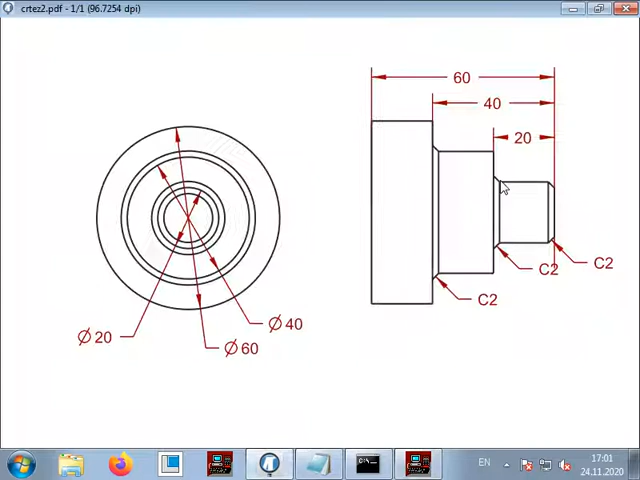 crtez2.pdf - 1/1 (96.7254 dpi)
60
40
20
C2
C2
C2
Ø 20
Ø 40
Ø 60
C:\_
EN
17:01
24.11.2020